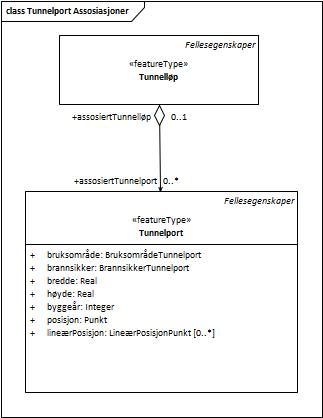 class Tunnelport Assosiasjoner
Fellesegenskaper
«featureType»
Tunnelløp
+assosiertTunnelløp 0..1
+assosiertTunnelport 0..*
Fellesegenskaper
«featureType»
Tunnelport
+ bruksområde: BruksområdeTunnelport
+ brannsikker: BrannsikkerTunnelport
+ bredde: Real
+ høyde: Real
+ byggeår: Integer
+ posisjon: Punkt
+ lineærPosisjon: LineærPosisjonPunkt [0..*]